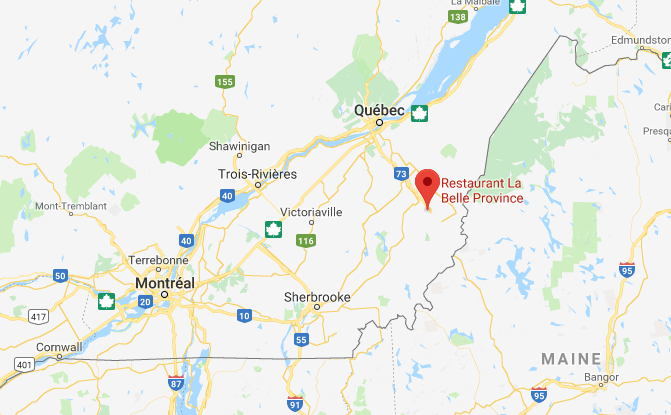 La Malbaie
138
Edmundston
155
Québec
Shawinigan
Trois-Rivières
73
Restaurant La
Belle Province
40
Mont-Tremblant
Victoriaville
116
40
Terrebonne
50
Montréal
20
Sherbrooke
10
417
55
Cornwall
401
87
91
95
MAINE
Bangor
95